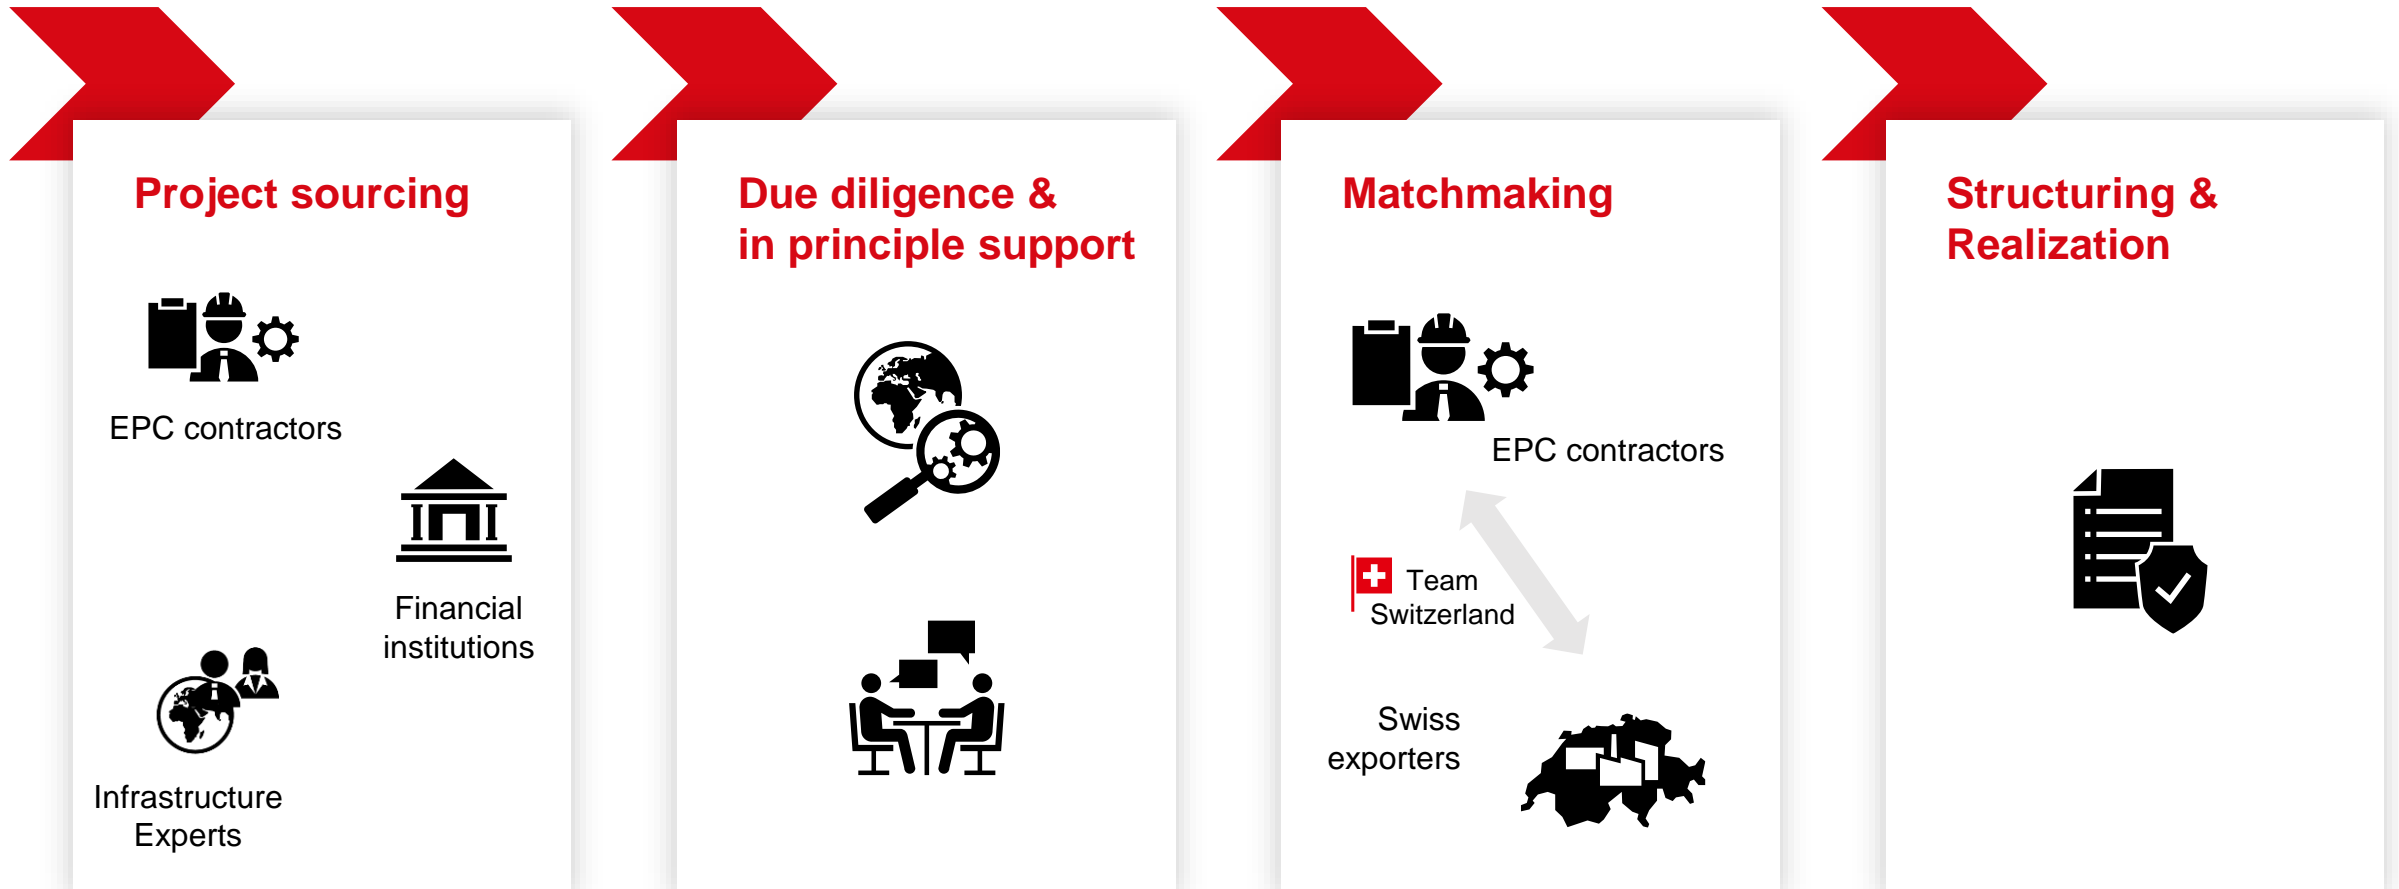 Project sourcing
EPC contractors
Financial
institutions
Infrastructure
Experts
Due diligence &
in principle support
Matchmaking
EPC contractors
Team
Switzerland
Swiss
exporters
Structuring &
Realization